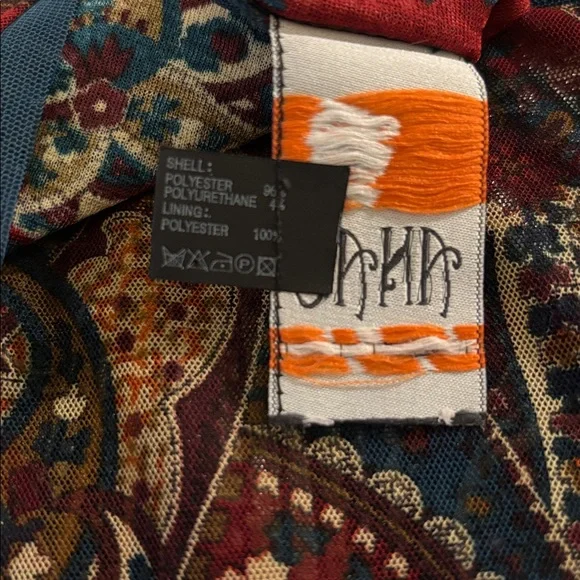 SHELL:
POLYESTER 96%
POLYURETHANE 4%
LINING:
POLYESTER 100%
P